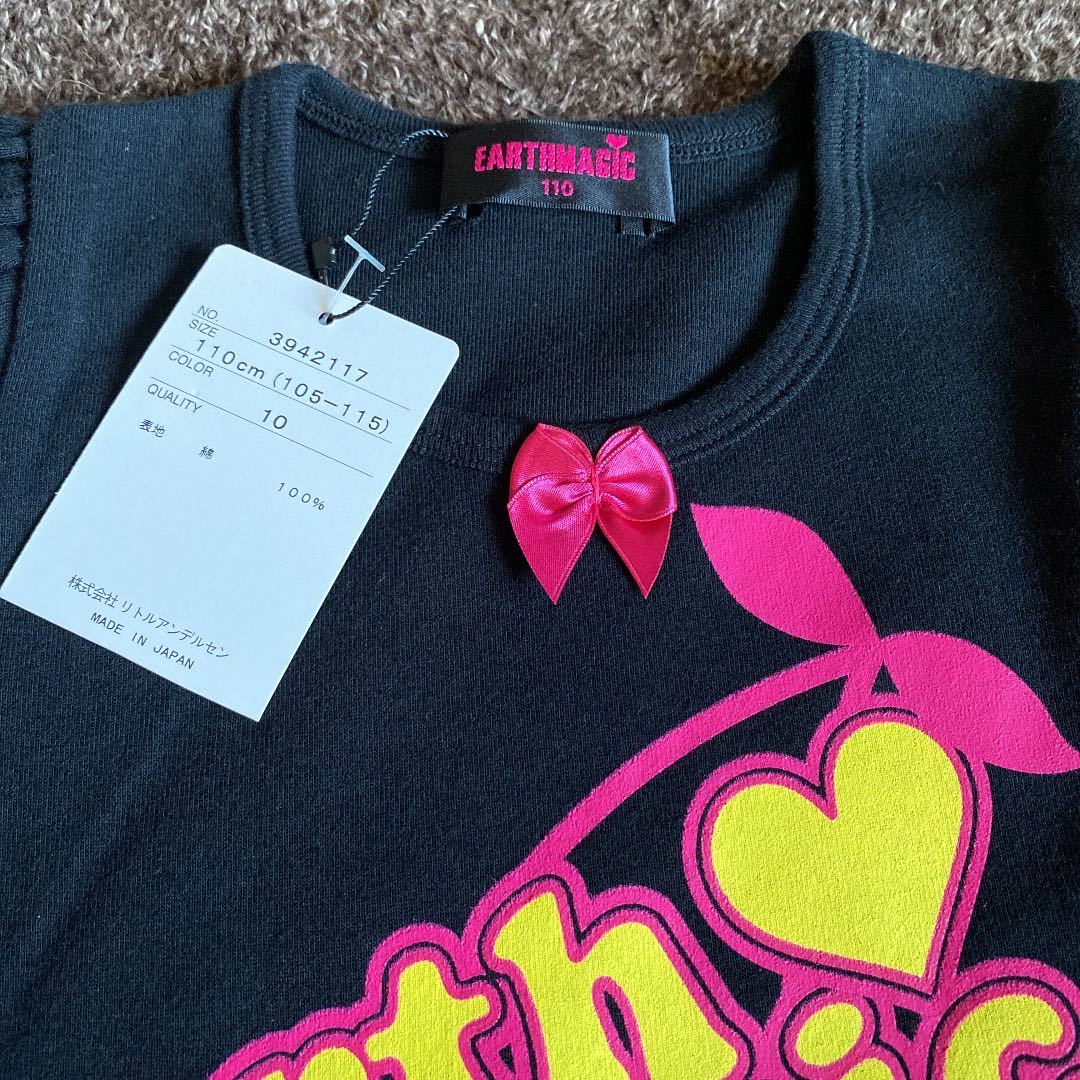 EARTHMAGIC
110
NO. 3942117
SIZE 110cm (105-115)
COLOR 10
QUALITY
表地
綿
100%
株式会社 リトルアンデルセン
MADE IN JAPAN